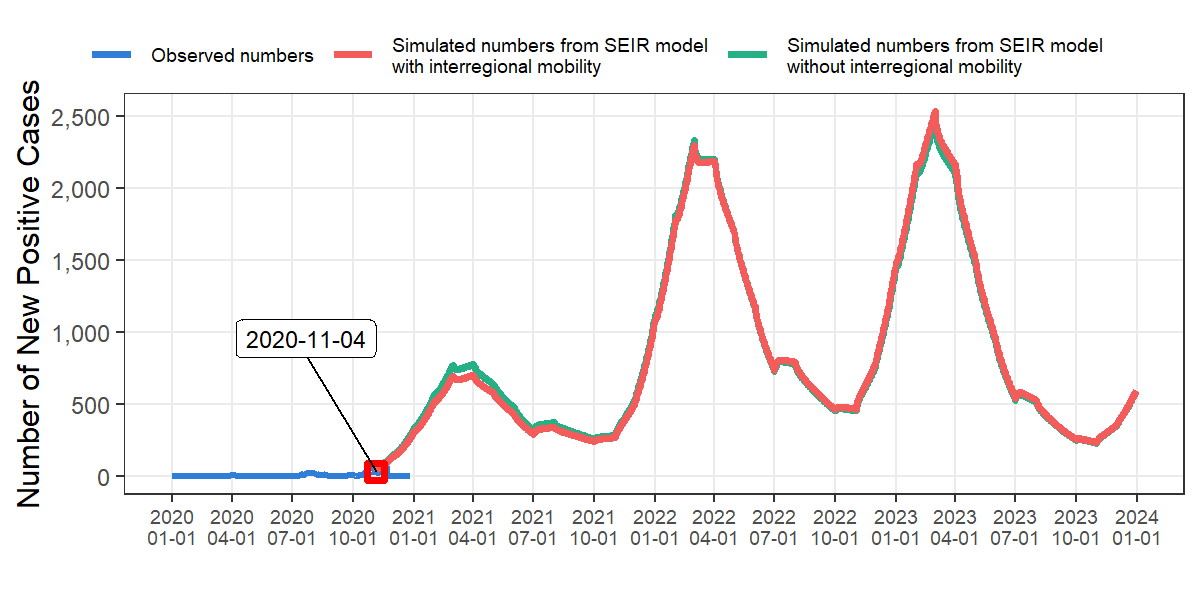 Observed numbers
Simulated numbers from SEIR model
with interregional mobility
Simulated numbers from SEIR model
without interregional mobility
Number of New Positive Cases
2,500
2,000
1,500
1,000
500
0
2020-11-04
2020 2020 2020 2020 2021 2021 2021 2021 2022 2022 2022 2022 2023 2023 2023 2023 2024
01-01 04-01 07-01 10-01 01-01 04-01 07-01 10-01 01-01 04-01 07-01 10-01 01-01 04-01 07-01 10-01 01-01